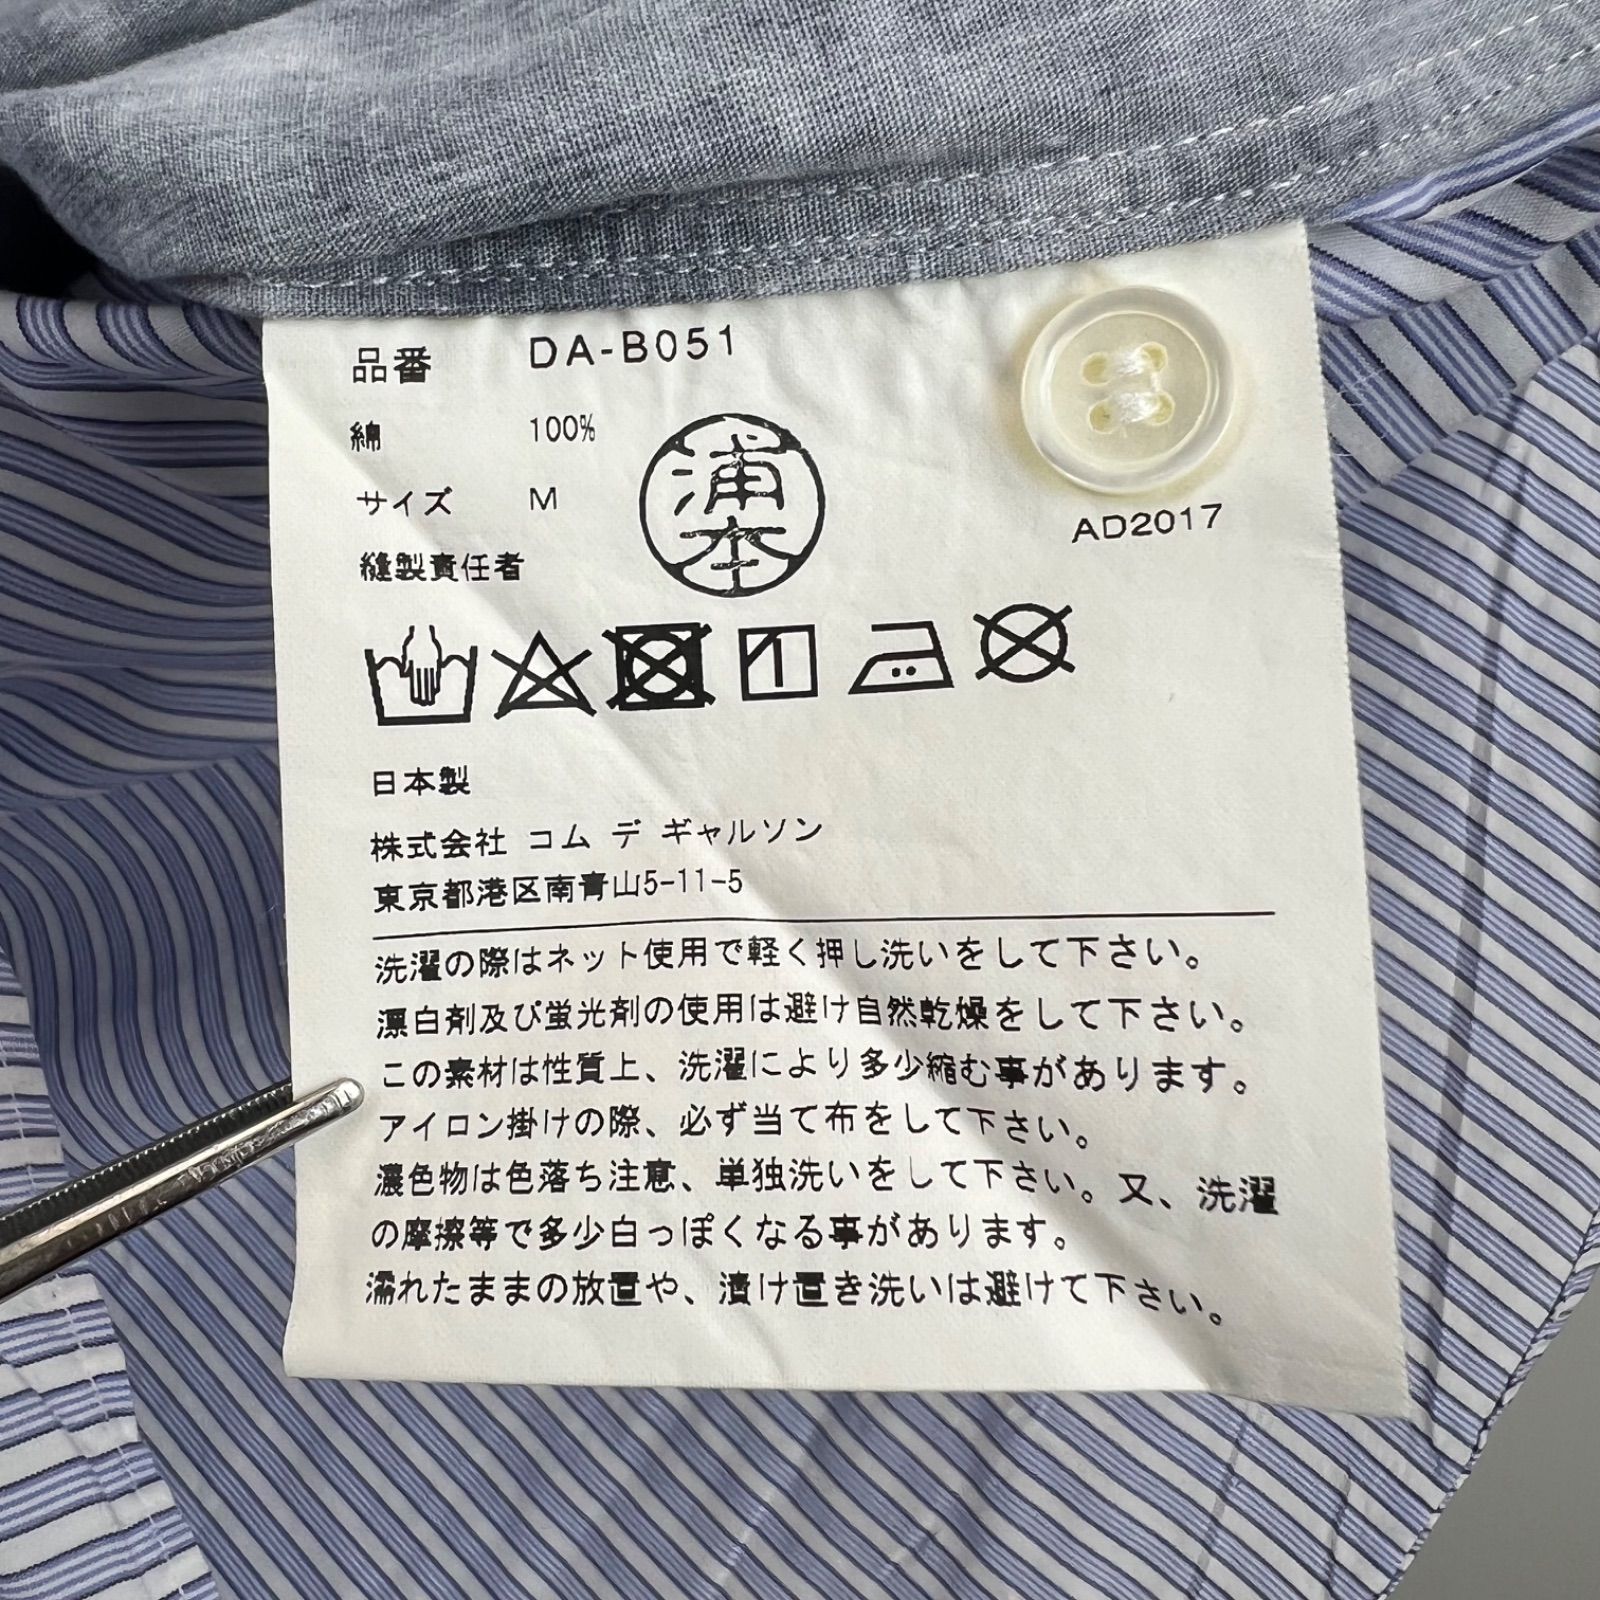 品番 DA-B051
綿 100%
サイズ M
縫製責任者 浦本
AD2017
日本製
株式会社 コム デ ギャルソン
東京都港区南青山5-11-5
洗濯の際はネット使用で軽く押し洗いをして下さい。
漂白剤及び蛍光剤の使用は避け自然乾燥をして下さい。
この素材は性質上、洗濯により多少縮む事があります。
アイロン掛けの際、必ず当て布をして下さい。
濃色物は色落ち注意、単独洗いをして下さい。又、洗濯
の摩擦等で多少白っぽくなる事があります。
濡れたままの放置や、漬け置き洗いは避けて下さい。